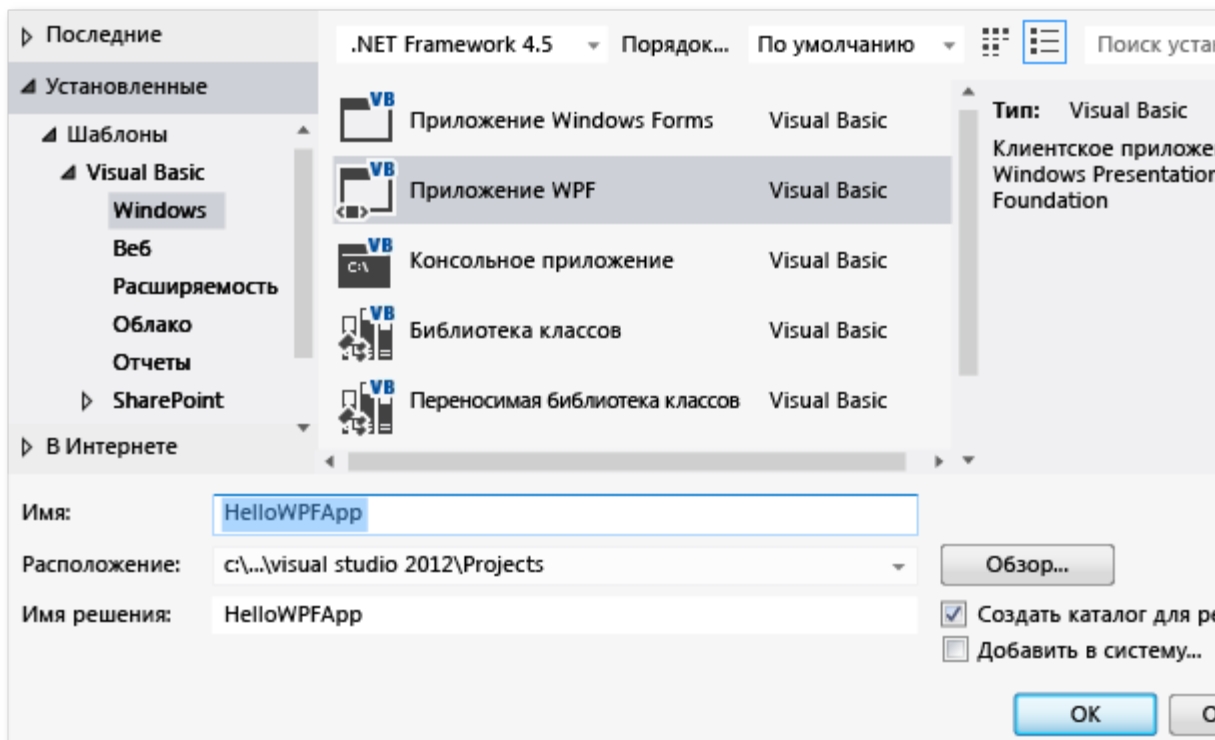 Последние
Установленные
Шаблоны
Visual Basic
Windows
Веб
Расширяемость
Облако
Отчеты
SharePoint
В Интернете
.NET Framework 4.5 Порядок... По умолчанию Поиск уста
VB Приложение Windows Forms Visual Basic
VB Приложение WPF Visual Basic
VB C:\ Консольное приложение Visual Basic
VB Библиотека классов Visual Basic
VB Переносимая библиотека классов Visual Basic
Тип: Visual Basic
Клиентское приложе
Windows Presentation
Foundation
Имя: HelloWPFApp
Расположение: c:\...\visual studio 2012\Projects Обзор...
Имя решения: HelloWPFApp Создать каталог для ре
Добавить в систему...
ОК О